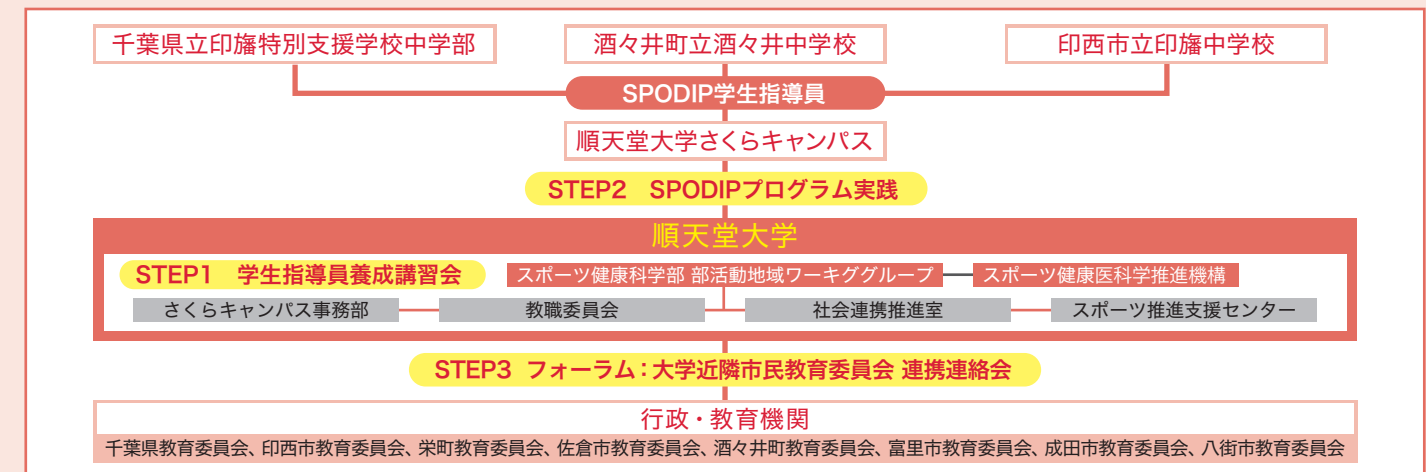 千葉県立印旛特別支援学校中学部
酒々井町立酒々井中学校
印西市立印旛中学校
SPODIP学生指導員
順天堂大学さくらキャンパス
STEP2 SPODIPプログラム実践
順天堂大学
STEP1 学生指導員養成講習会
スポーツ健康科学部 部活動地域ワーキググループ
スポーツ健康医科学推進機構
さくらキャンパス事務部
教職委員会
社会連携推進室
スポーツ推進支援センター
STEP3 フォーラム：大学近隣市民教育委員会 連携連絡会
行政・教育機関
千葉県教育委員会、印西市教育委員会、栄町教育委員会、佐倉市教育委員会、酒々井町教育委員会、富里市教育委員会、成田市教育委員会、八街市教育委員会